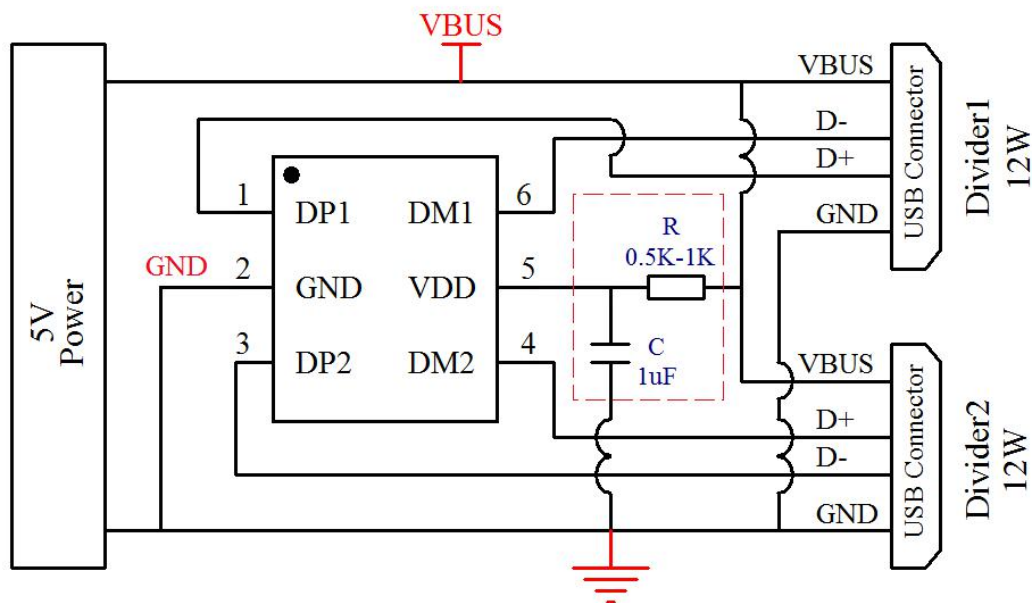 VBUS
VBUS
D-
D+
GND
USB Connector
Divider1
12W
1
DP1
DM1
6
R
0.5K-1K
GND
2
GND
VDD
5
5V
Power
3
DP2
DM2
4
C
1uF
VBUS
D+
D-
GND
USB Connector
Divider2
12W